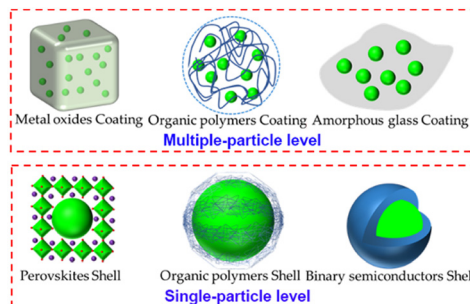 Metal oxides Coating Organic polymers Coating Amorphous glass Coating
Multiple-particle level
Perovskites Shell Organic polymers Shell Binary semiconductors Shell
Single-particle level